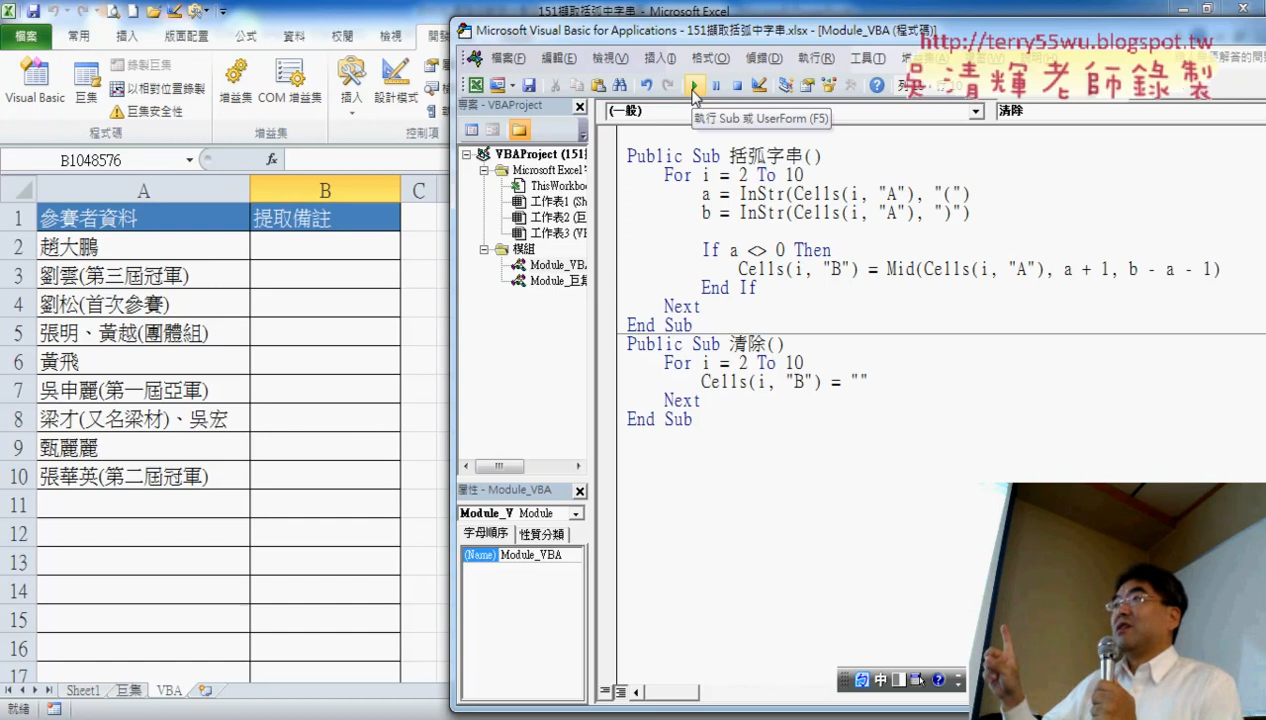 151擷取括弧中字串 - Microsoft Excel
檔案 常用 插入 版面配置 公式 資料 校閱 檢視
Visual Basic
巨集
錄製巨集
以相對位置錄製
程式碼
增益集
COM 增益集
增益集
插入
控制項
B1048576
fx
A B C
1 參賽者資料 提取備註
2 趙大鵬
3 劉雲(第三屆冠軍)
4 劉松(首次參賽)
5 張明、黃越(團體組)
6 黃飛
7 吳申麗(第一屆亞軍)
8 梁才(又名梁材)、吳宏
9 甄麗麗
10 張華英(第二屆冠軍)
11
12
13
14
15
16
17
Sheet1 巨集 VBA
就緒
Microsoft Visual Basic for Applications - 151擷取括弧中字串.xlsx - [Module_VBA (程式碼)]
http://terry55wu.blogspot.tw
吳清輝老師錄製
檔案(F) 編輯(E) 檢視(V) 插入(I) 格式(O) 偵錯(D) 執行(R) 工具(T)
執行 Sub 或 UserForm (F5)
專案 - VBAProject
VBAProject (151
Microsoft Excel
ThisWorkbo
工作表1 (Sh
工作表2 (巨
工作表3 (VB
模組
Module_VBA
Module_巨集
屬性 - Module_VBA
Module_V Module
字母順序 性質分類
(Name) Module_VBA
(一般) 清除
Public Sub 括弧字串()
For i = 2 To 10
a = InStr(Cells(i, "A"), "(")
b = InStr(Cells(i, "A"), ")")
If a <> 0 Then
Cells(i, "B") = Mid(Cells(i, "A"), a + 1, b - a - 1)
End If
Next
End Sub
Public Sub 清除()
For i = 2 To 10
Cells(i, "B") = ""
Next
End Sub
中